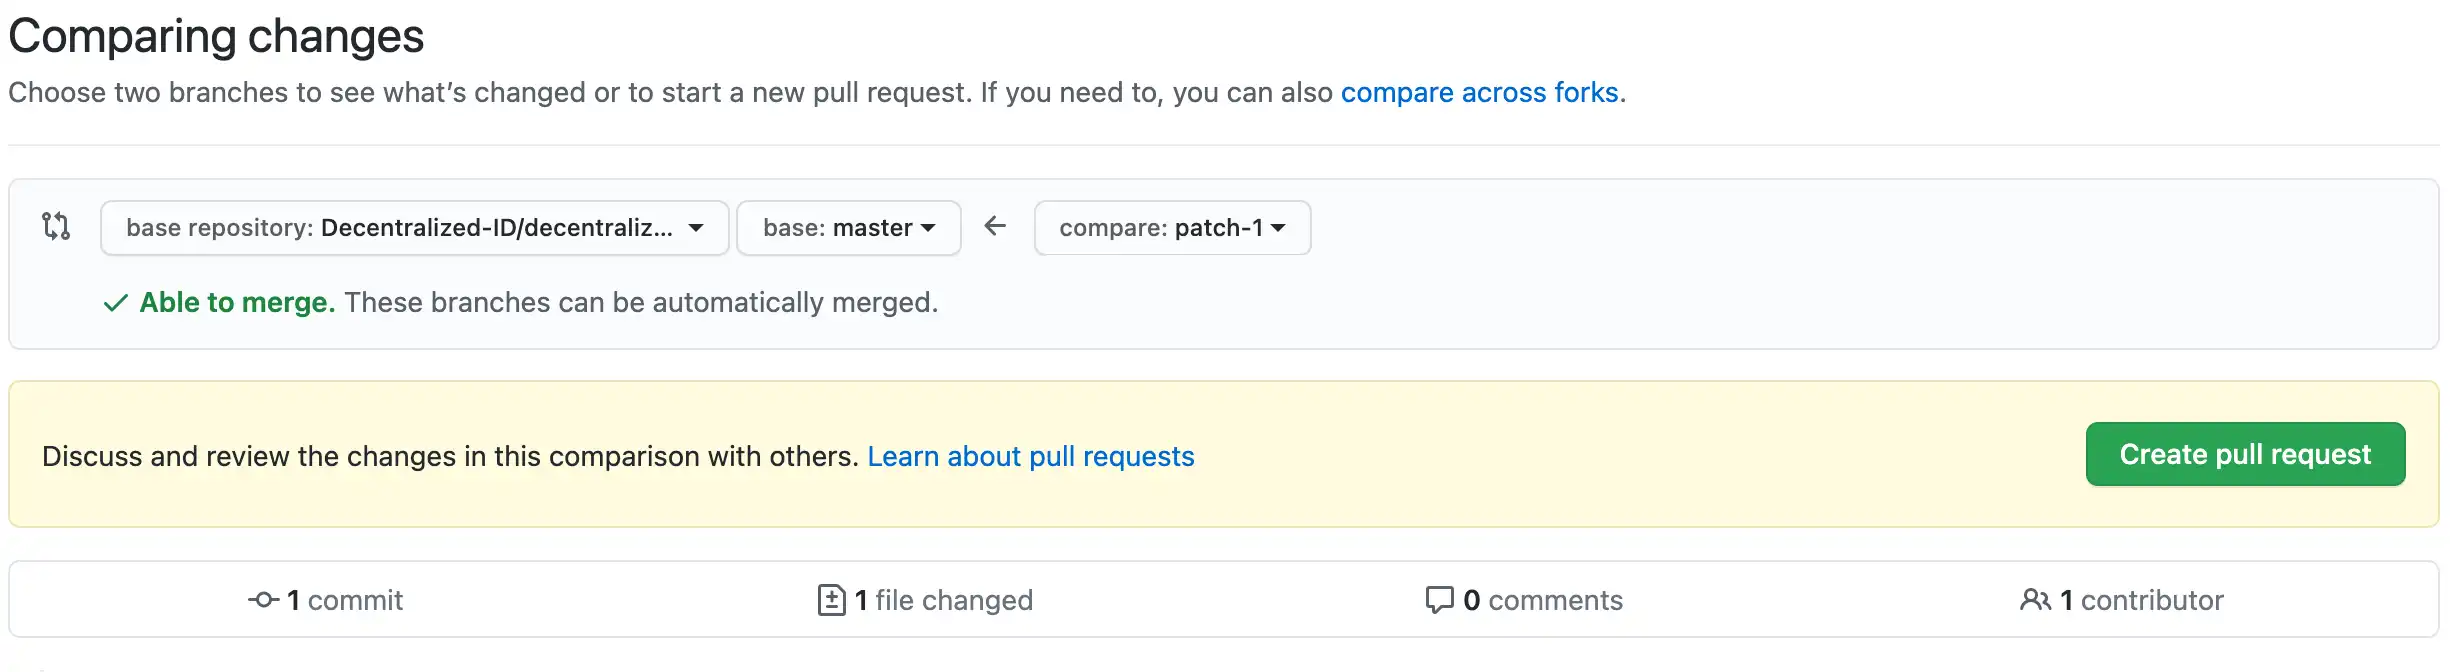 Comparing changes
Choose two branches to see what’s changed or to start a new pull request. If you need to, you can also compare across forks.
base repository: Decentralized-ID/decentraliz... base: master compare: patch-1
Able to merge. These branches can be automatically merged.
Discuss and review the changes in this comparison with others. Learn about pull requests Create pull request
1 commit 1 file changed 0 comments 1 contributor